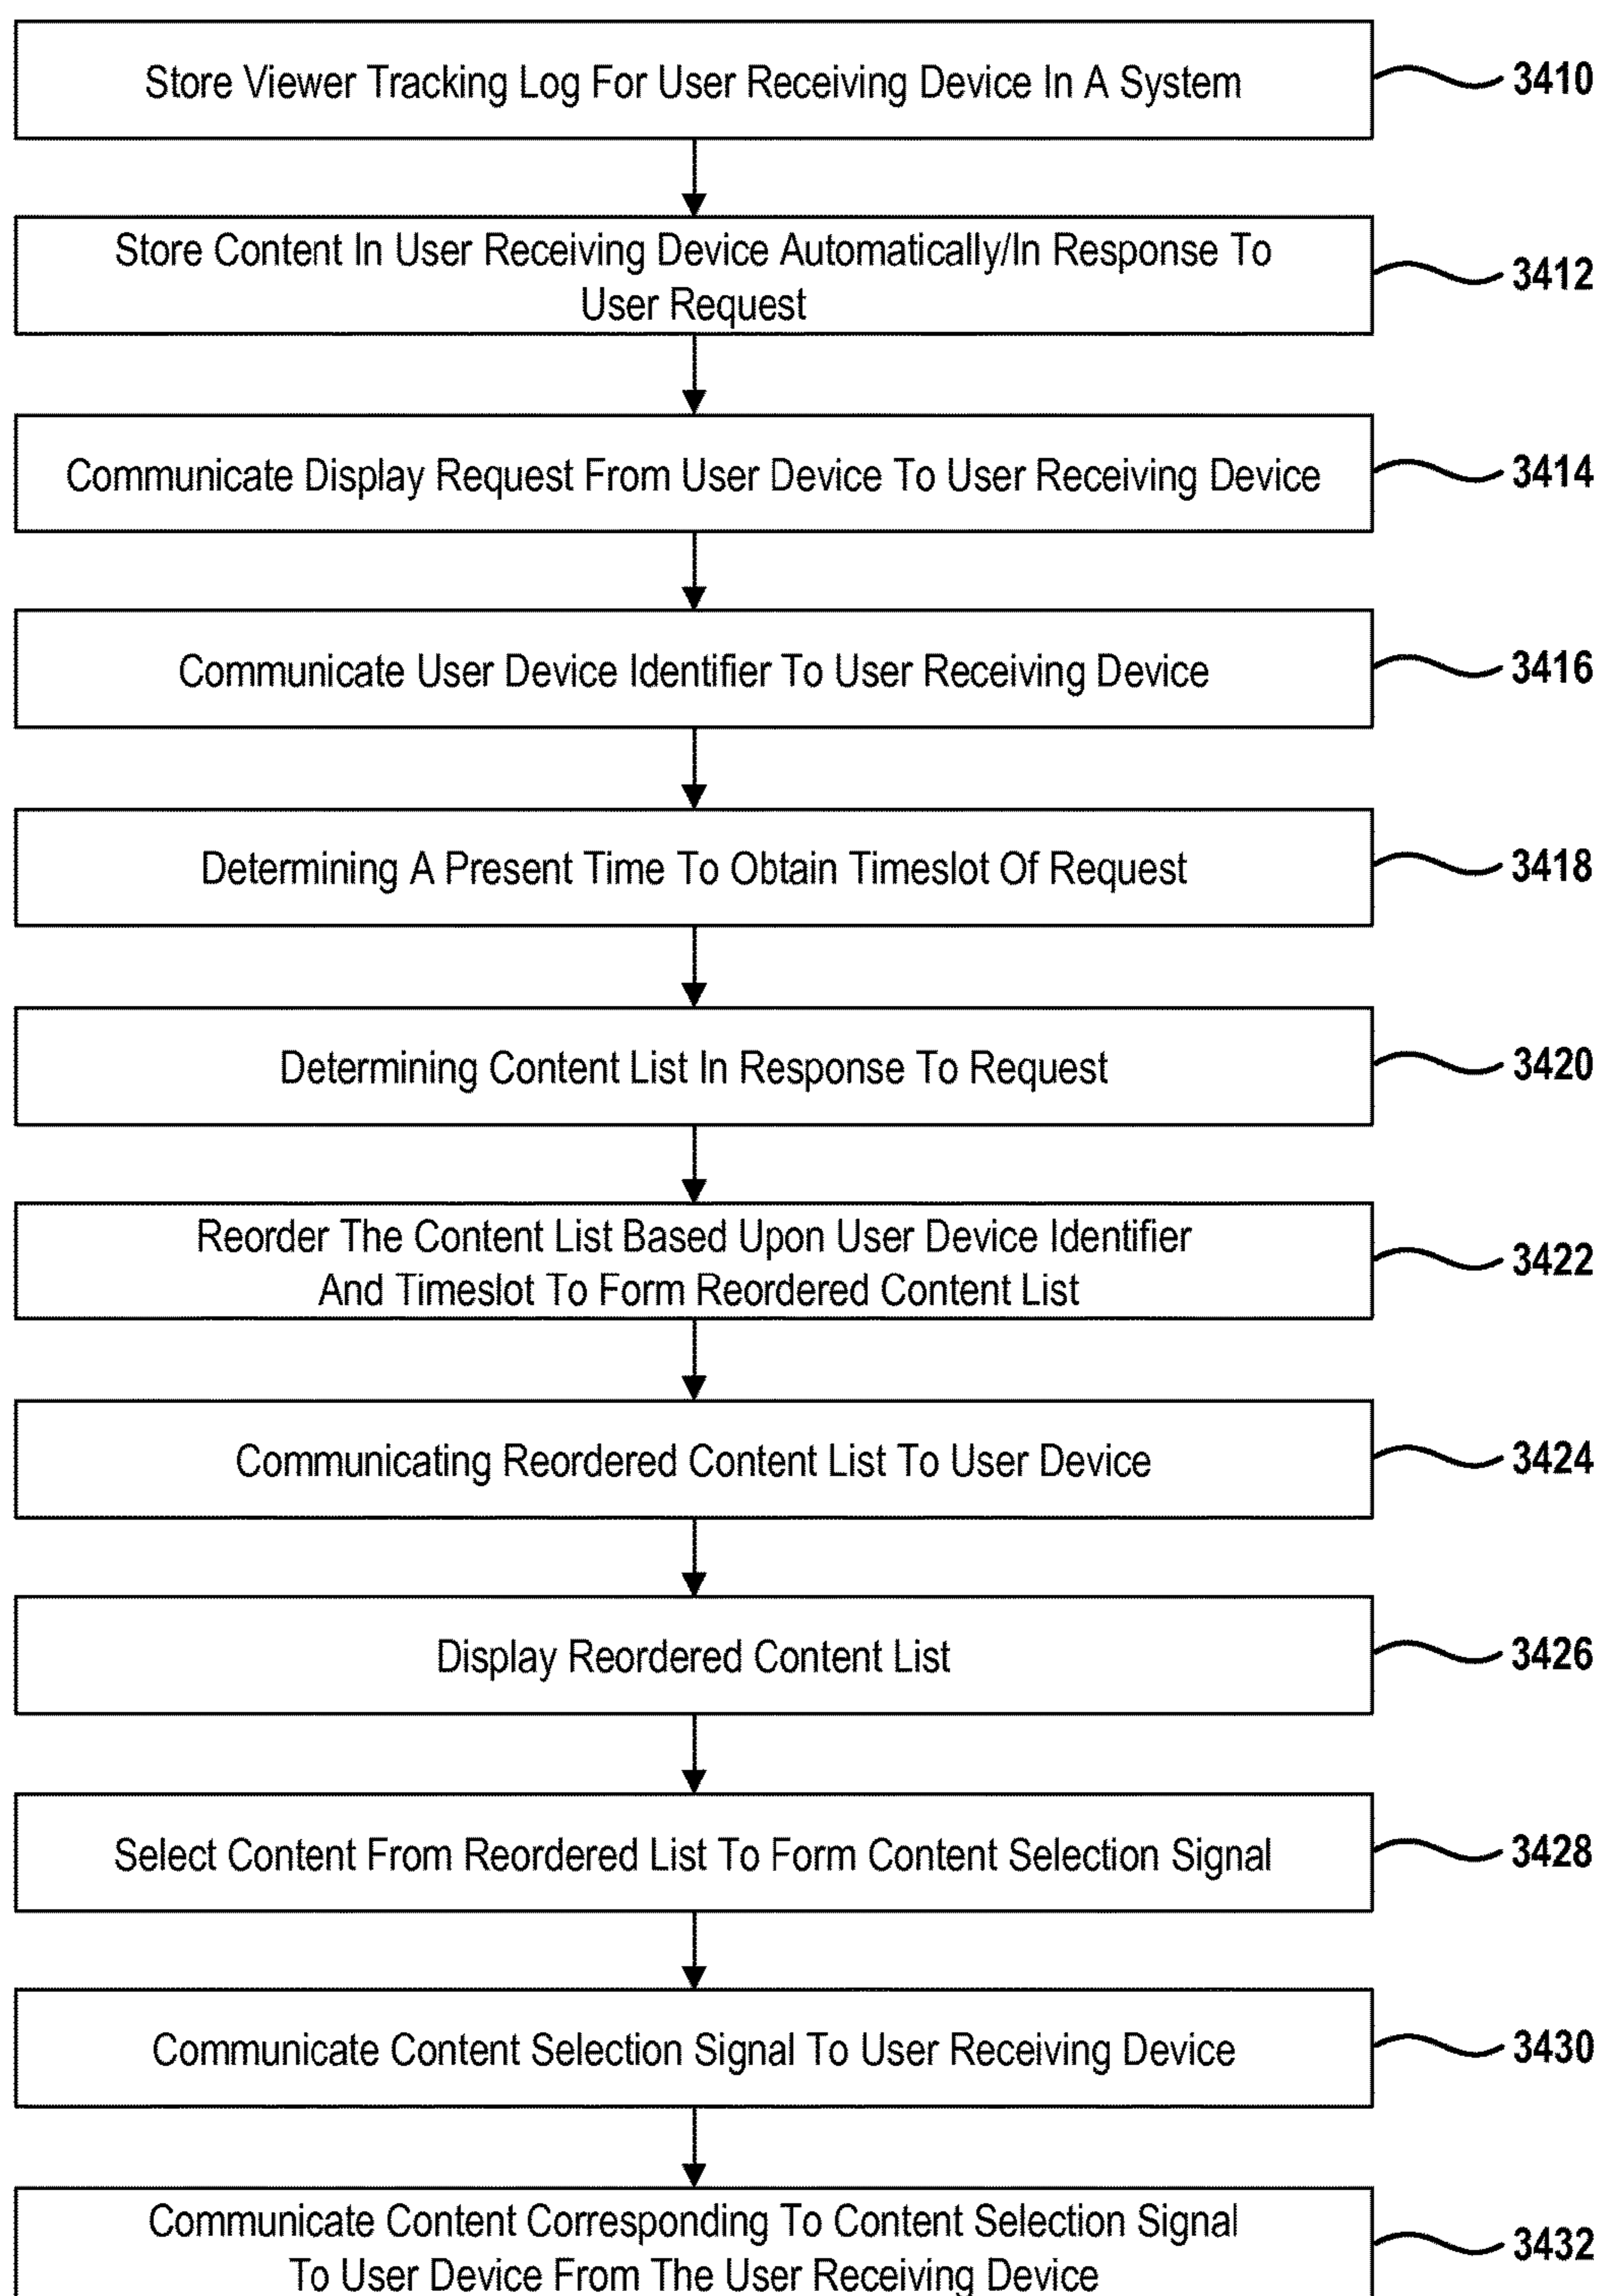 Store Viewer Tracking Log For User Receiving Device In A System
3410
Store Content In User Receiving Device Automatically/In Response To
User Request
3412
Communicate Display Request From User Device To User Receiving Device
3414
Communicate User Device Identifier To User Receiving Device
3416
Determining A Present Time To Obtain Timeslot Of Request
3418
Determining Content List In Response To Request
3420
Reorder The Content List Based Upon User Device Identifier
And Timeslot To Form Reordered Content List
3422
Communicating Reordered Content List To User Device
3424
Display Reordered Content List
3426
Select Content From Reordered List To Form Content Selection Signal
3428
Communicate Content Selection Signal To User Receiving Device
3430
Communicate Content Corresponding To Content Selection Signal
To User Device From The User Receiving Device
3432